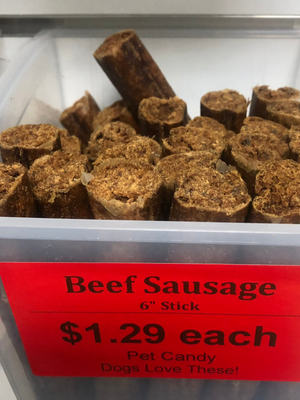 Beef Sausage
6" Stick
$1.29 each
Pet Candy
Dogs Love These!